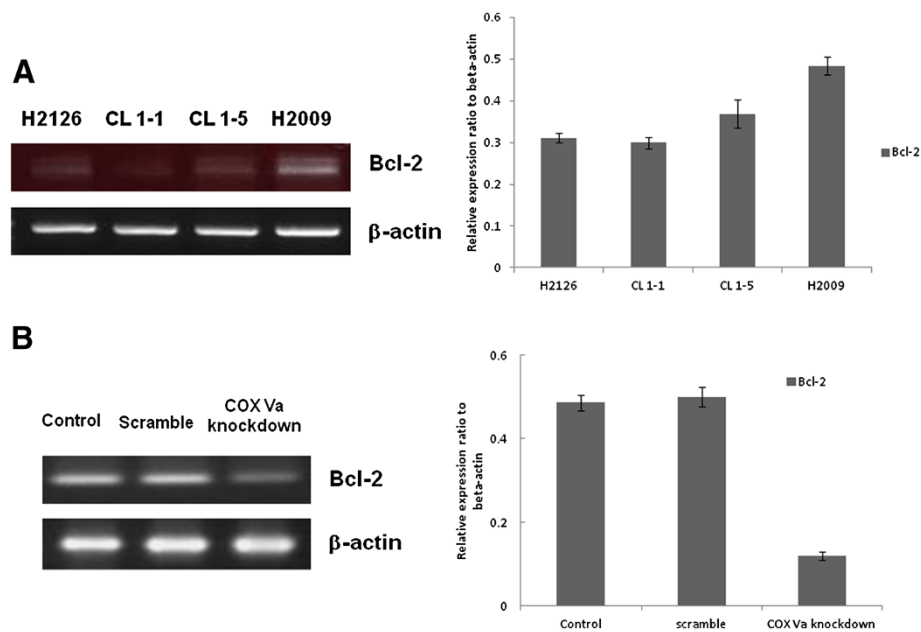 A
H2126 CL 1-1 CL 1-5 H2009
Bcl-2
β-actin
Relative expression ratio to beta-actin
0.6
0.5
0.4
0.3
0.2
0.1
0
H2126 CL 1-1 CL 1-5 H2009
Bcl-2
B
Control Scramble COX Va
knockdown
Bcl-2
β-actin
Relative expression ratio to
beta-actin
0.6
0.4
0.2
0
Control scramble COX Va knockdown
Bcl-2